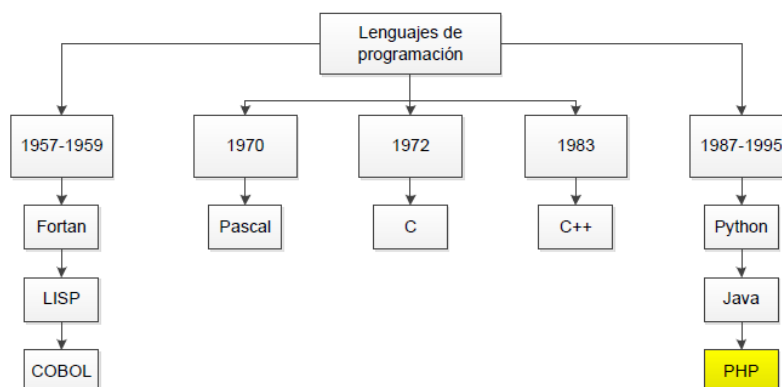 Lenguajes de
programación
1957-1959
1970
1972
1983
1987-1995
Fortan
Pascal
C
C++
Python
LISP
Java
COBOL
PHP